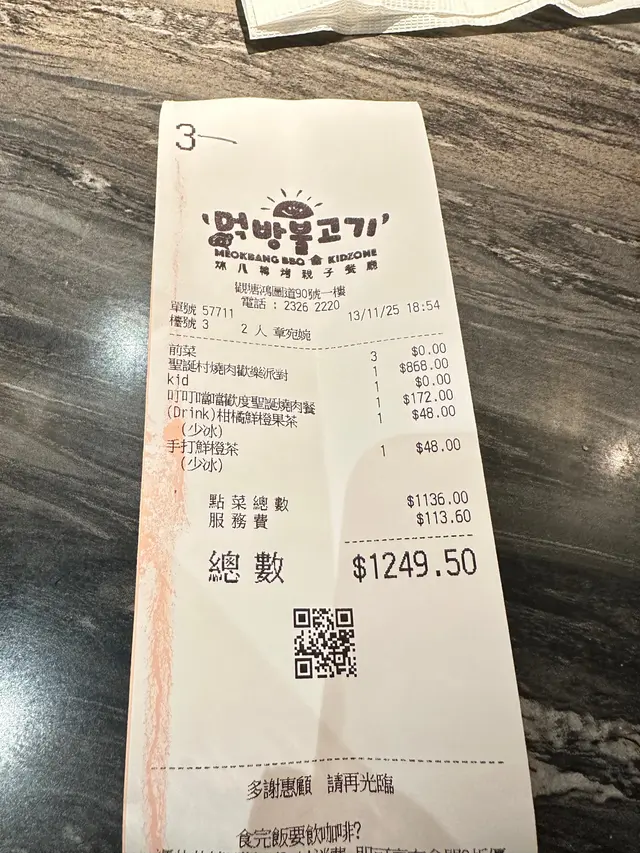 3
'먹방불고기'
MEOKBANG BBQ & KIDZONE
沐八韓烤親子餐廳
觀塘鴻圖道90號一樓
電話 : 2326 2220
單號 57711 13/11/25 18:54
檯號 3 2 人 章宛婉
前菜 3 $0.00
聖誕村燒肉歡樂派對 1 $868.00
kid 1 $0.00
叮叮噹噹歡度聖誕燒肉餐 1 $172.00
(Drink)柑橘鮮橙果茶 1 $48.00
(少冰)
手打鮮橙茶 1 $48.00
(少冰)
點菜總數 $1136.00
服務費 $113.60
總數 $1249.50
多謝惠顧 請再光臨
食完飯要飲咖啡?